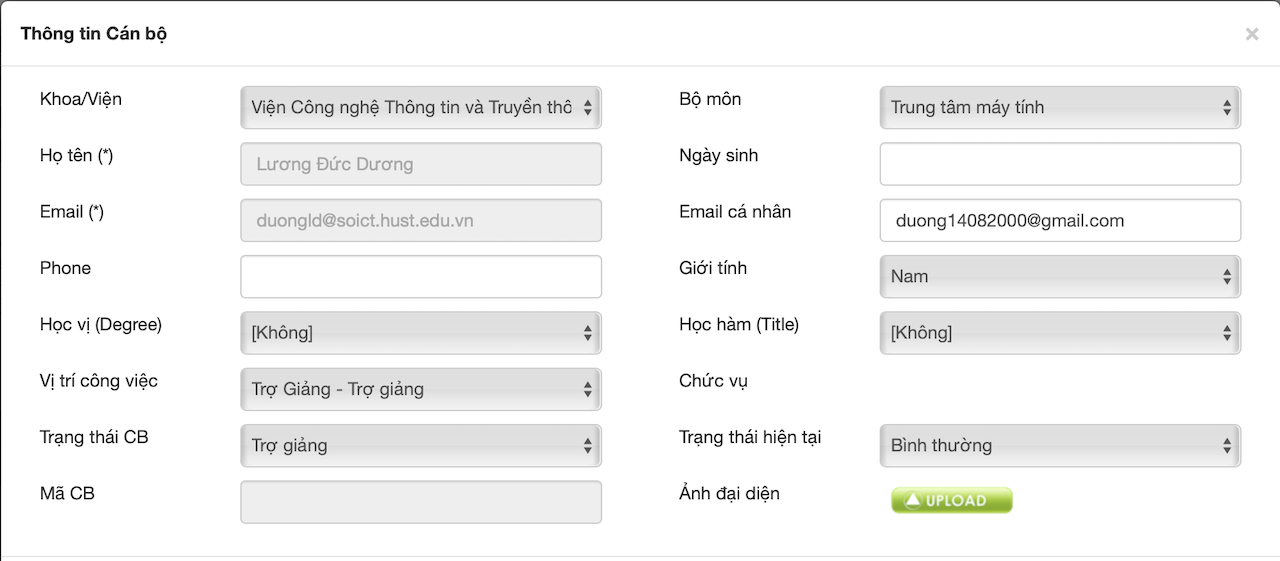 Thông tin Cán bộ
×
Khoa/Viện
Viện Công nghệ Thông tin và Truyền thô
Bộ môn
Trung tâm máy tính
Họ tên (*)
Lương Đức Dương
Ngày sinh
Email (*)
duongld@soict.hust.edu.vn
Email cá nhân
duong14082000@gmail.com
Phone
Giới tính
Nam
Học vị (Degree)
[Không]
Học hàm (Title)
[Không]
Vị trí công việc
Trợ Giảng - Trợ giảng
Chức vụ
Trạng thái CB
Trợ giảng
Trạng thái hiện tại
Bình thường
Mã CB
Ảnh đại diện
UPLOAD